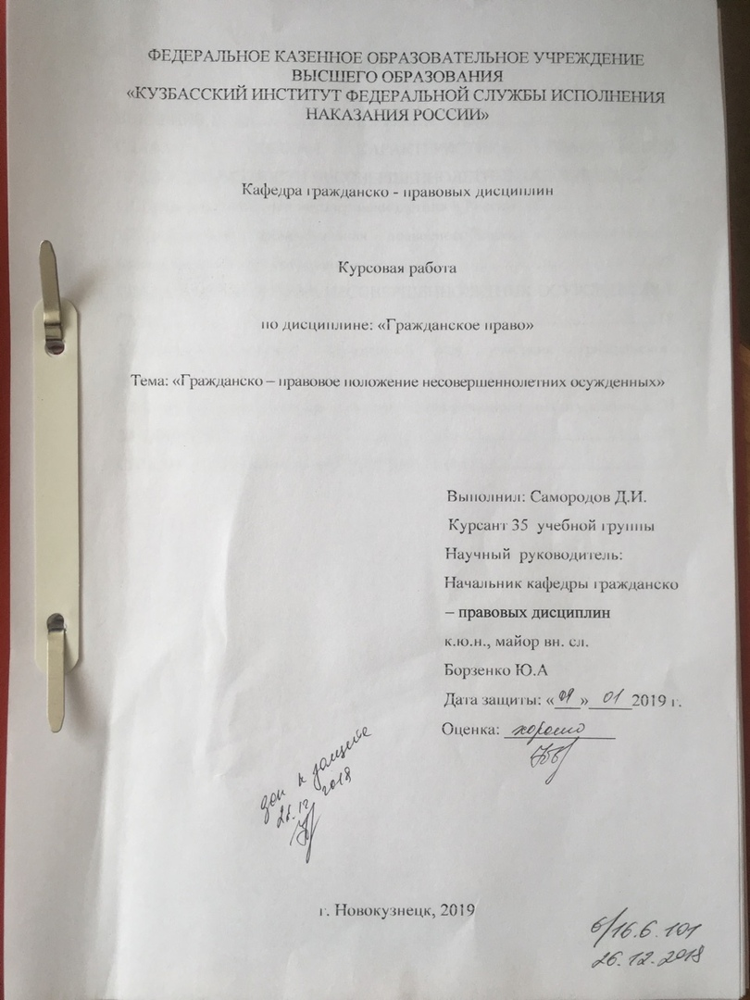 ФЕДЕРАЛЬНОЕ КАЗЕННОЕ ОБРАЗОВАТЕЛЬНОЕ УЧРЕЖДЕНИЕ
ВЫСШЕГО ОБРАЗОВАНИЯ
«КУЗБАССКИЙ ИНСТИТУТ ФЕДЕРАЛЬНОЙ СЛУЖБЫ ИСПОЛНЕНИЯ
НАКАЗАНИЯ РОССИИ»
Кафедра гражданско - правовых дисциплин
Курсовая работа
по дисциплине: «Гражданское право»
Тема: «Гражданско – правовое положение несовершеннолетних осужденных»
Выполнил: Самородов Д.И.
Курсант 35 учебной группы
Научный руководитель:
Начальник кафедры гражданско
– правовых дисциплин
к.ю.н., майор вн. сл.
Борзенко Ю.А
Дата защиты: «09» 01 2019 г.
Оценка: хорошо
доп к защите
2018
г. Новокузнецк, 2019
б/16.6.101
26.12.2018